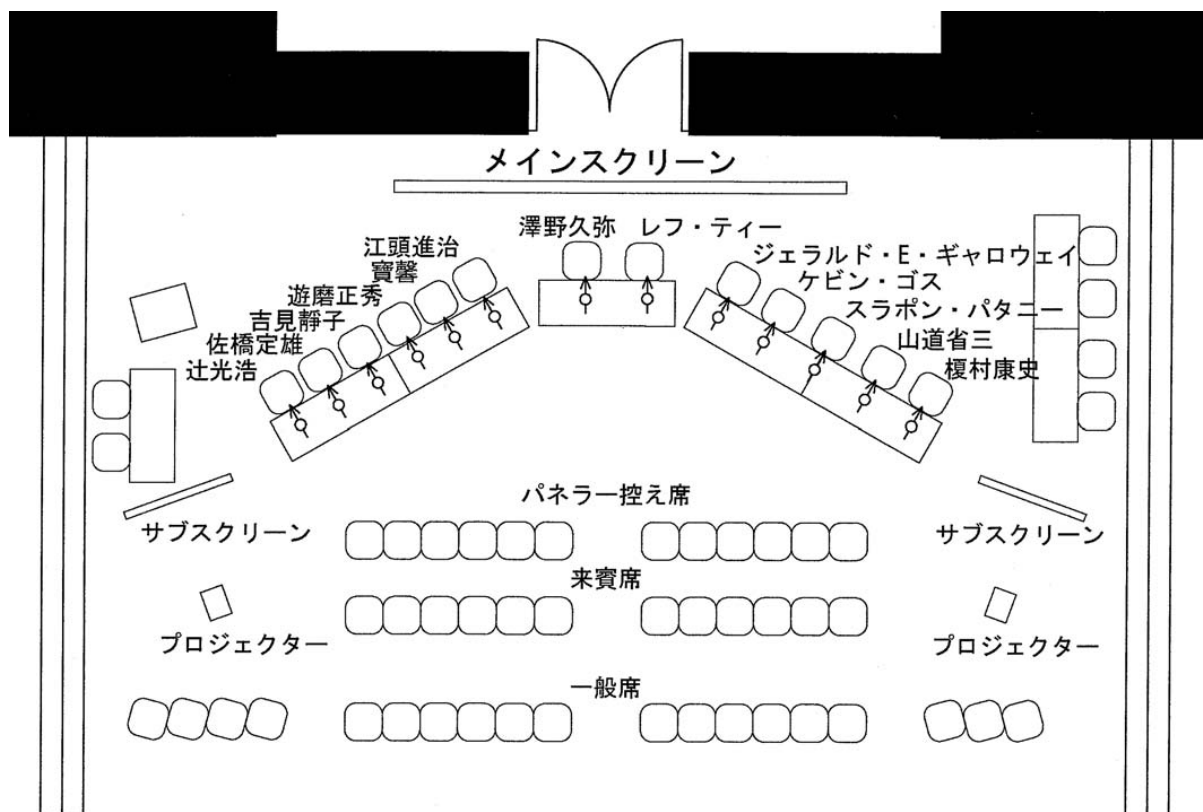 メインスクリーン
澤野久弥 レフ・ティー
江頭進治
寶馨
遊磨正秀
吉見靜子
佐橋定雄
辻光浩
ジェラルド・E・ギャロウェイ
ケビン・ゴス
スラポン・パタニー
山道省三
榎村康史
パネラー控え席
サブスクリーン
サブスクリーン
来賓席
プロジェクター
プロジェクター
一般席